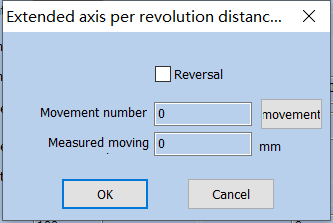 Extended axis per revolution distanc...
Reversal
Movement number 0 movement
Measured moving 0 mm
OK Cancel